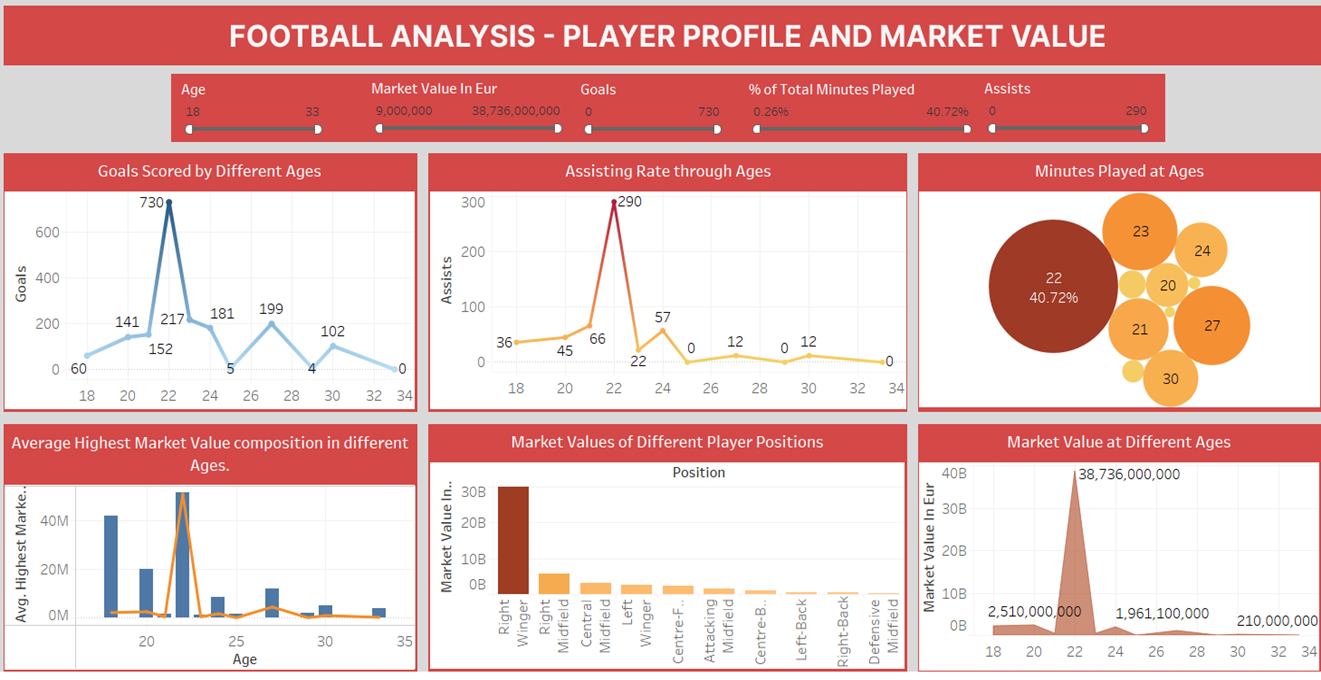 FOOTBALL ANALYSIS - PLAYER PROFILE AND MARKET VALUE
Age
18 33
Market Value In Eur
9,000,000 38,736,000,000
Goals
0 730
% of Total Minutes Played
0.26% 40.72%
Assists
0 290
Goals Scored by Different Ages
Goals
600
400
200
0
730
141
152
217
181
199
102
60
5
4
0
18 20 22 24 26 28 30 32 34
Assisting Rate through Ages
Assists
300
200
100
0
290
36
45
66
22
57
0
12
0
12
0
18 20 22 24 26 28 30 32 34
Minutes Played at Ages
22
40.72%
23
24
20
21
27
30
Average Highest Market Value composition in different
Ages.
Avg. Highest Marke..
40M
20M
0M
20 25 30 35
Age
Market Values of Different Player Positions
Position
Market Value In..
30B
20B
10B
0B
Right
Winger
Right
Midfield
Central
Midfield
Left
Winger
Centre-F..
Attacking
Midfield
Centre-B..
Left-Back
Right-Back
Defensive
Midfield
Market Value at Different Ages
Market Value In Eur
40B
30B
20B
10B
0B
38,736,000,000
2,510,000,000
1,961,100,000
210,000,000
18 20 22 24 26 28 30 32 34